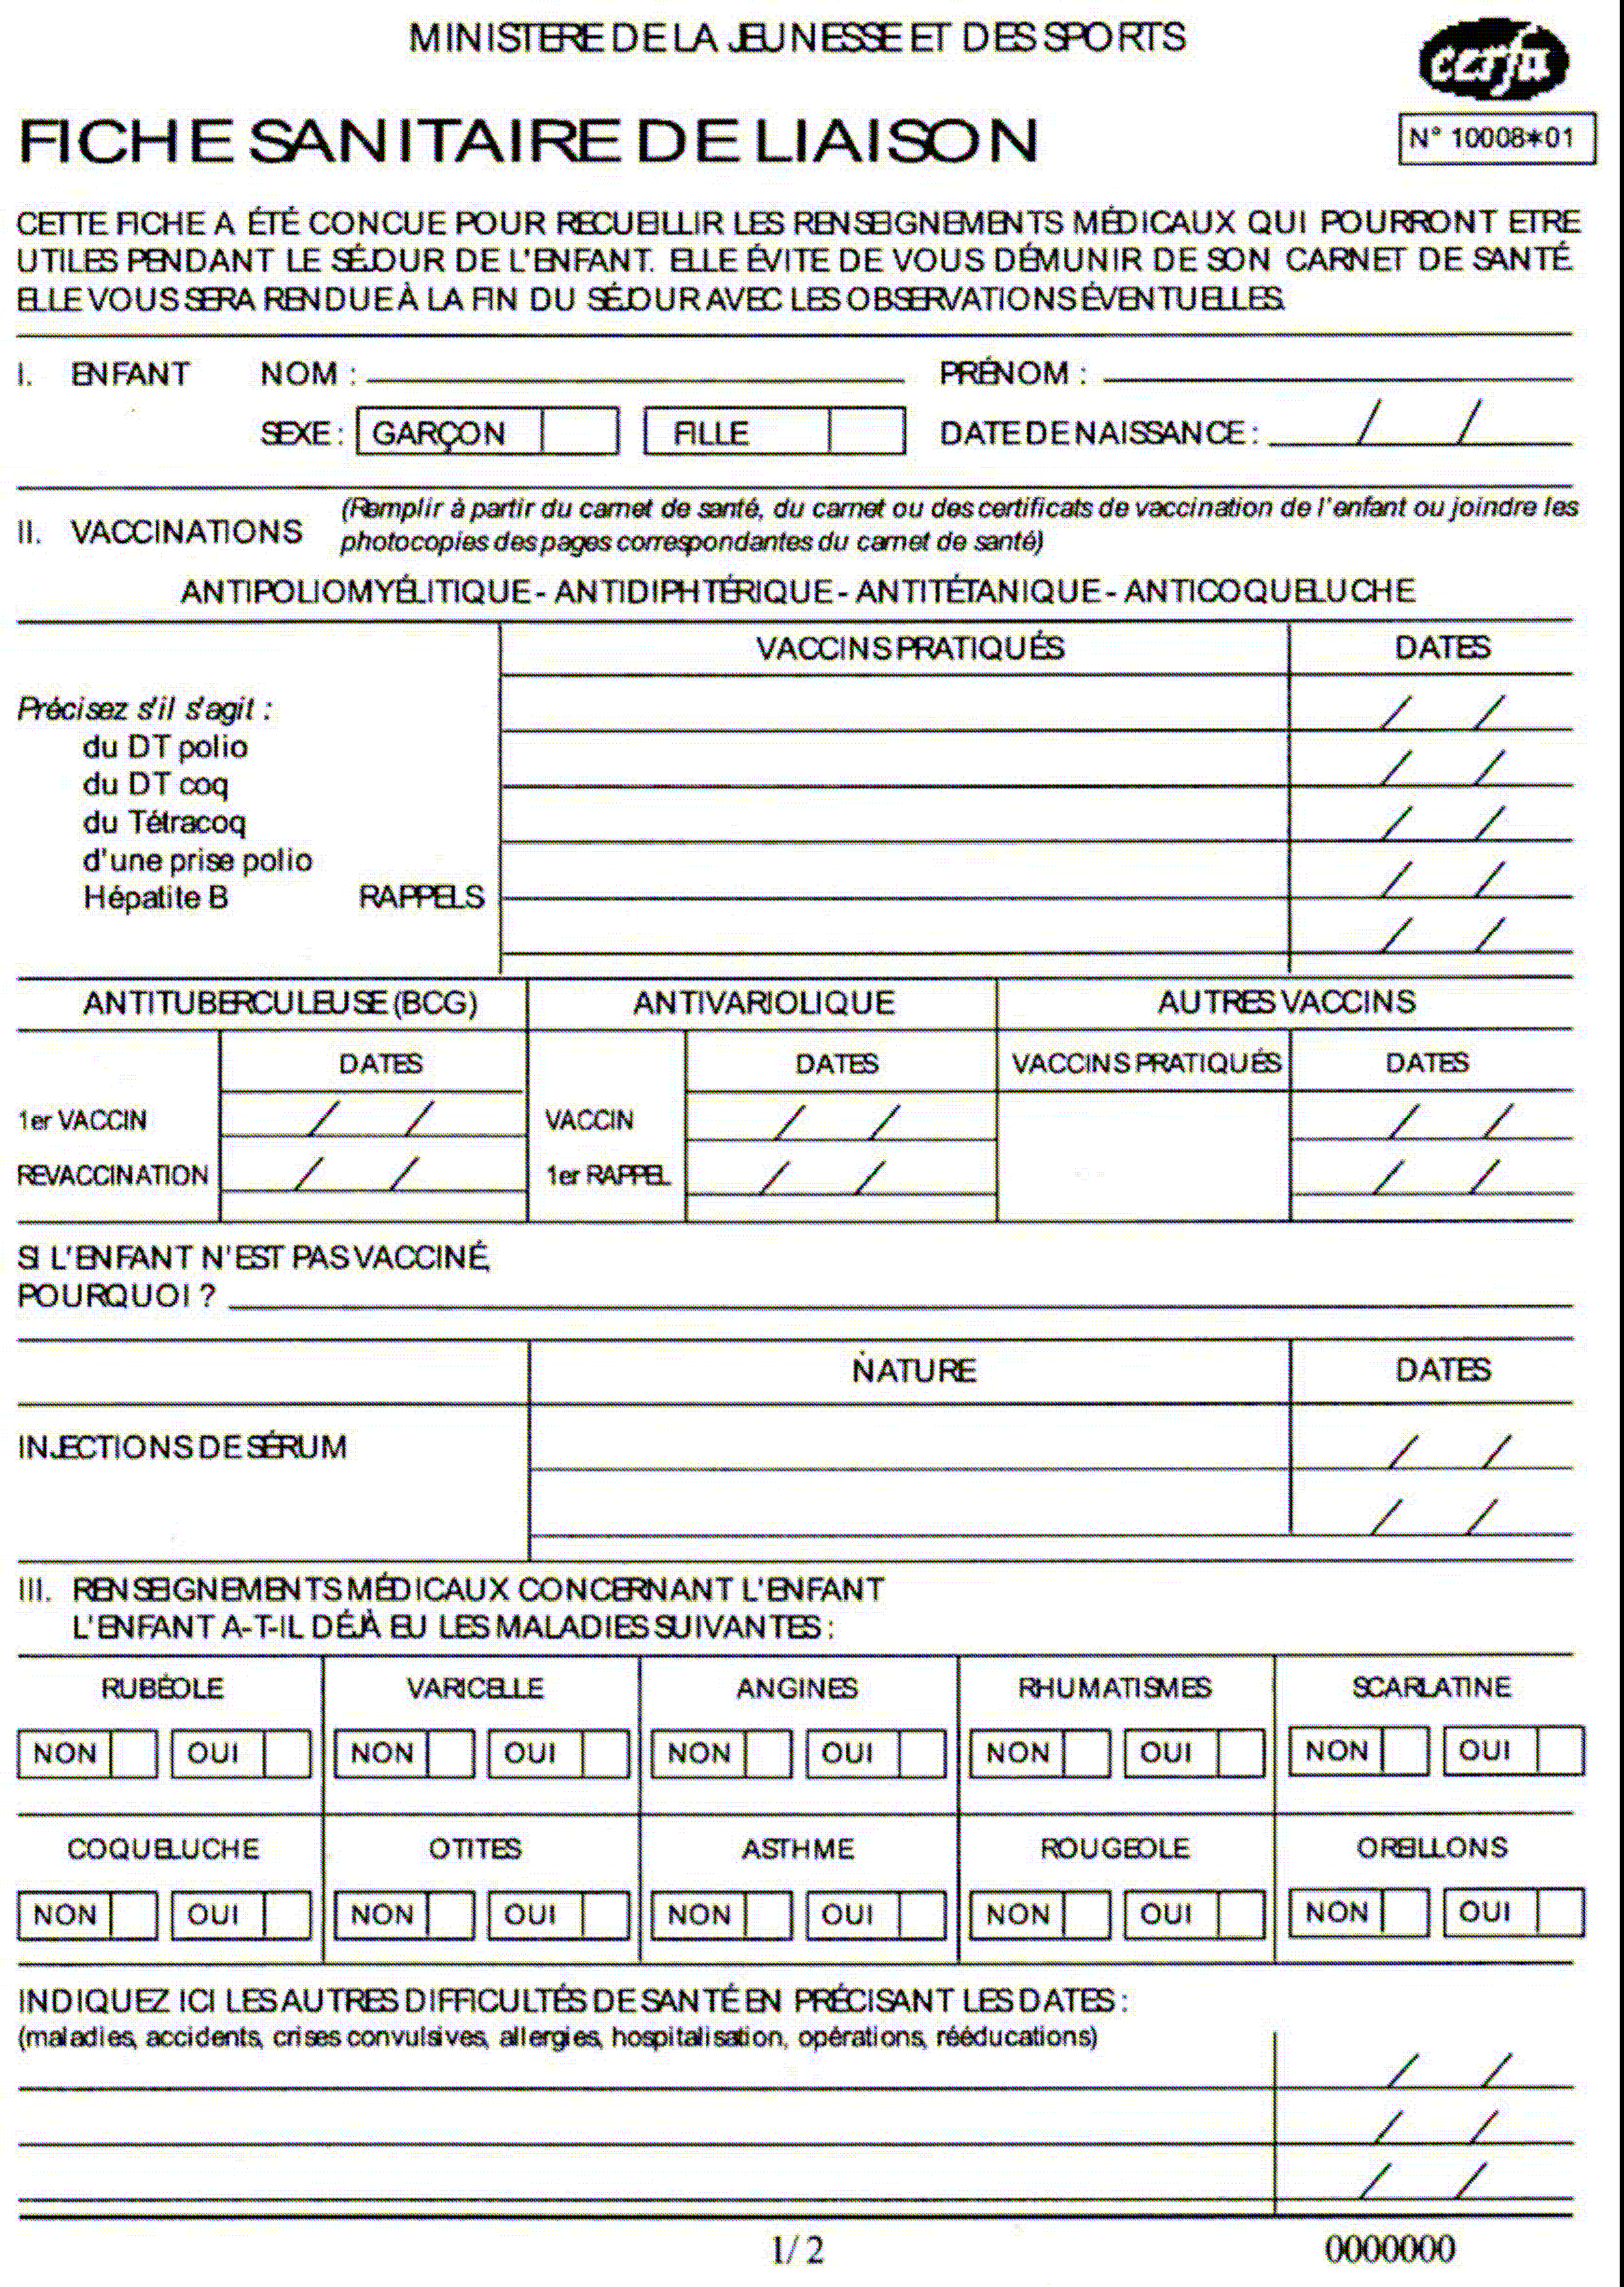 MINISTERE DE LA JEUNESSE ET DES SPORTS
cerfa
FICHE SANITAIRE DE LIAISON
N° 10008*01
CETTE FICHE A ÉTÉ CONCUE POUR RECUEILLIR LES RENSEIGNEMENTS MÉDICAUX QUI POURRONT ETRE
UTILES PENDANT LE SÉJOUR DE L'ENFANT. ELLE ÉVITE DE VOUS DÉMUNIR DE SON CARNET DE SANTÉ.
ELLE VOUS SERA RENDUE À LA FIN DU SÉJOUR AVEC LES OBSERVATIONS ÉVENTUELLES.
I. ENFANT NOM : PRÉNOM :
SEXE : GARÇON FILLE DATE DE NAISSANCE : / /
II. VACCINATIONS (Remplir à partir du carnet de santé, du carnet ou des certificats de vaccination de l'enfant ou joindre les
photocopies des pages correspondantes du carnet de santé)
ANTIPOLIOMYÉLITIQUE - ANTIDIPHTÉRIQUE - ANTITÉTANIQUE - ANTICOQUELUCHE
VACCINS PRATIQUÉS DATES
Précisez s'il s'agit : / /
du DT polio
du DT coq / /
du Tétracoq / /
d'une prise polio
Hépatite B RAPPELS / /
/ /
ANTITUBERCULEUSE (BCG) ANTIVARIOLIQUE AUTRES VACCINS
DATES DATES VACCINS PRATIQUÉS DATES
1er VACCIN / / VACCIN / / / /
REVACCINATION / / 1er RAPPEL / / / /
SI L'ENFANT N'EST PAS VACCINÉ,
POURQUOI ?
NATURE DATES
INJECTIONS DE SÉRUM / /
/ /
III. RENSEIGNEMENTS MÉDICAUX CONCERNANT L'ENFANT
L'ENFANT A-T-IL DÉJÀ EU LES MALADIES SUIVANTES :
RUBÉOLE VARICELLE ANGINES RHUMATISMES SCARLATINE
NON OUI NON OUI NON OUI NON OUI NON OUI
COQUELUCHE OTITES ASTHME ROUGEOLE OREILLONS
NON OUI NON OUI NON OUI NON OUI NON OUI
INDIQUEZ ICI LES AUTRES DIFFICULTÉS DE SANTÉ EN PRÉCISANT LES DATES :
(maladies, accidents, crises convulsives, allergies, hospitalisation, opérations, rééducations)
/ /
/ /
/ /
1/2 0000000